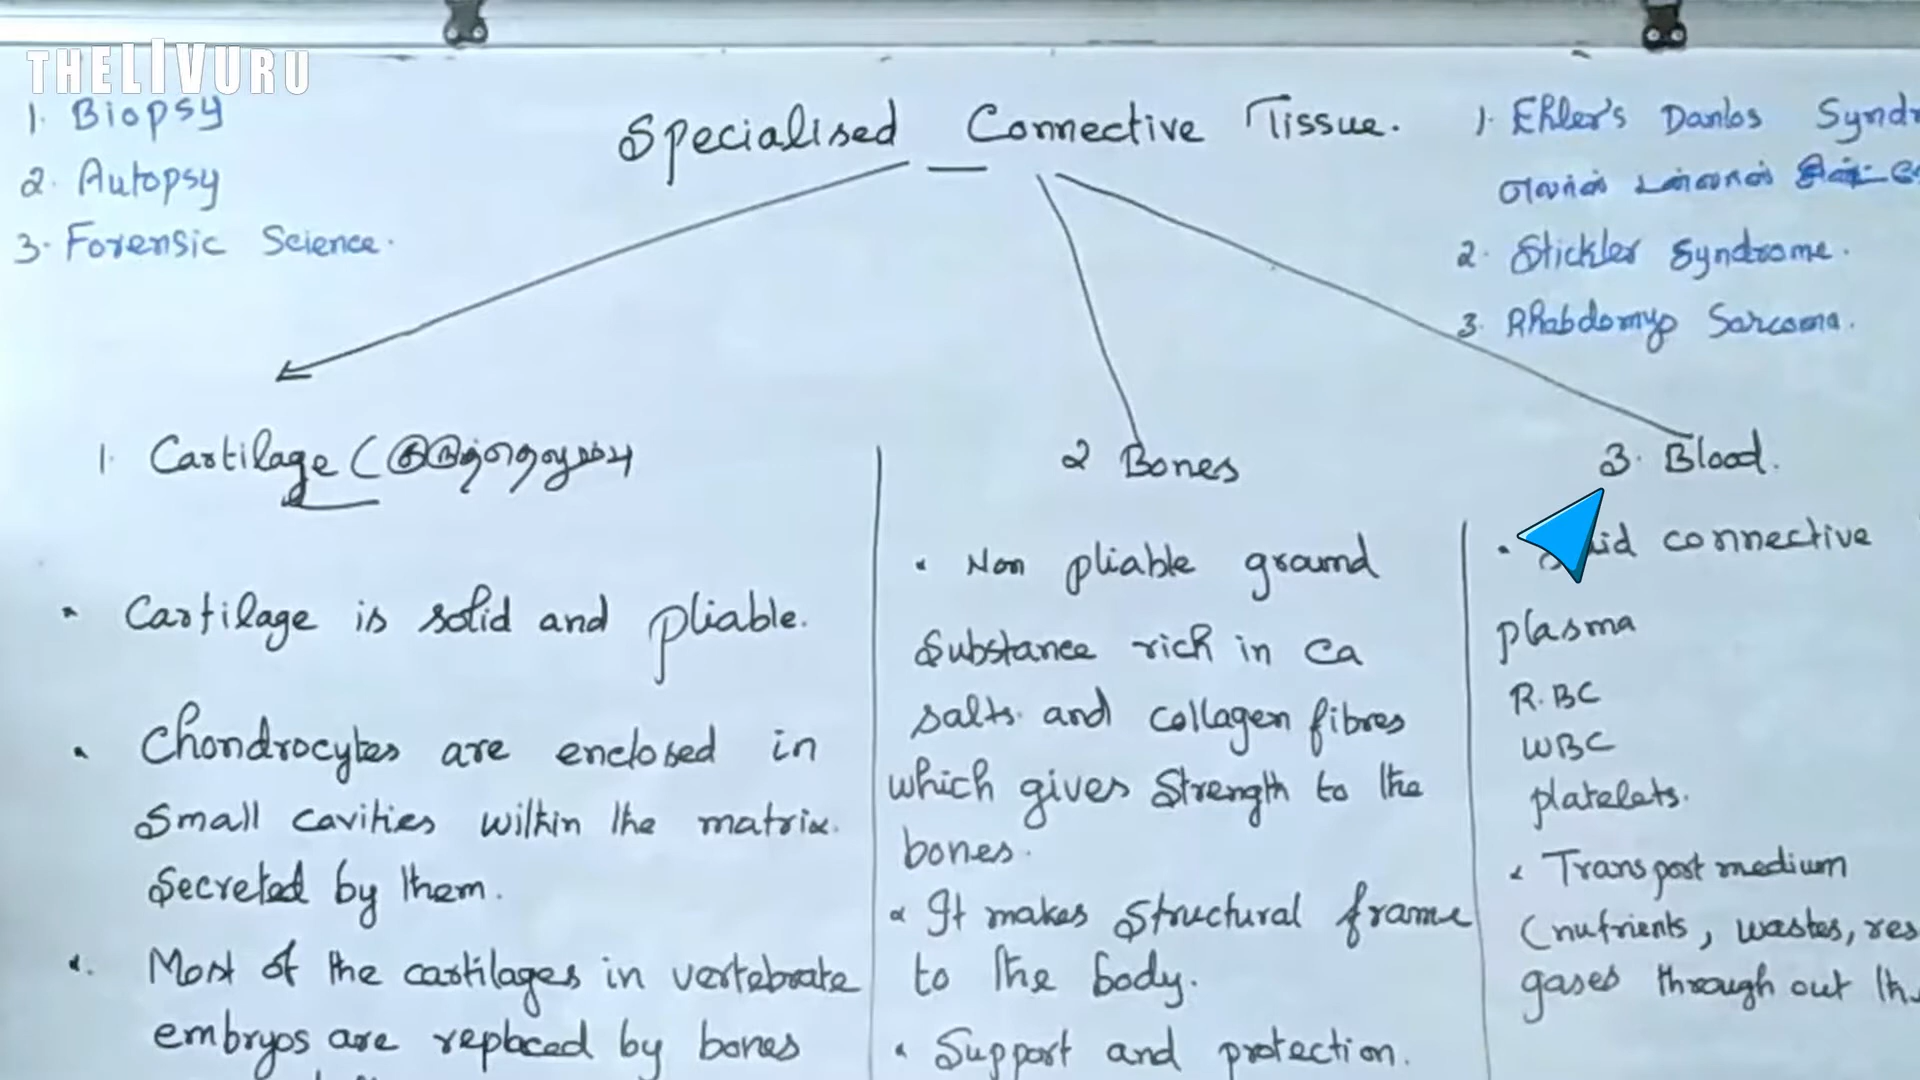 THELIVURU
1. Biopsy
2. Autopsy
3. Forensic Science.
Specialised Connective Tissue.
1. Ehler's Danlos Syndr
2. Stickler Syndrome.
3. Rhabdomyo Sarcoma.
1. Cartilage (
• Cartilage is solid and pliable.
• Chondrocytes are enclosed in
small cavities within the matrix.
Secreted by them.
• Most of the cartilages in vertebrate
embryos are replaced by bones
2 Bones
• Non pliable ground
Substance rich in Ca
salts. and collagen fibres
which gives strength to the
bones.
• It makes structural frame
to the body.
• Support and protection.
3. Blood.
• connective
plasma
R.BC
WBC
platelets.
• Transport medium
(nutrients, wastes, res
gases through out th